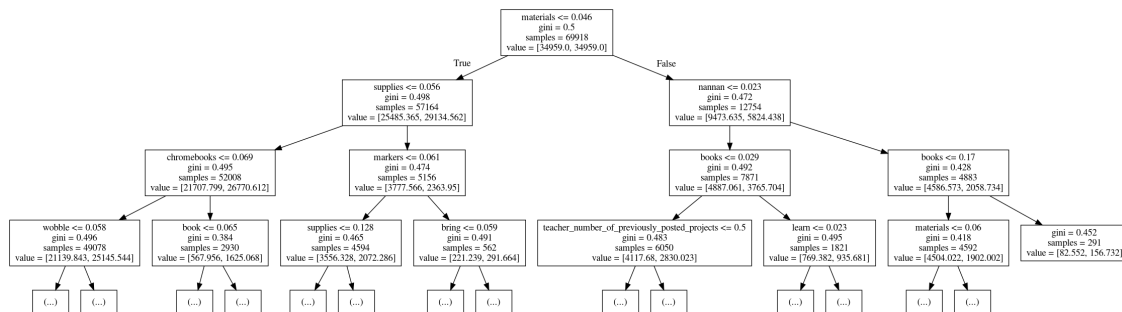 materials <= 0.046
gini = 0.5
samples = 69918
value = [34959.0, 34959.0]
True
False
supplies <= 0.056
gini = 0.498
samples = 57164
value = [25485.365, 29134.562]
nannan <= 0.023
gini = 0.472
samples = 12754
value = [9473.635, 5824.438]
chromebooks <= 0.069
gini = 0.495
samples = 52008
value = [21707.799, 26770.612]
markers <= 0.061
gini = 0.474
samples = 5156
value = [3777.566, 2363.95]
books <= 0.029
gini = 0.492
samples = 7871
value = [4887.061, 3765.704]
books <= 0.17
gini = 0.428
samples = 4883
value = [4586.573, 2058.734]
wobble <= 0.058
gini = 0.496
samples = 49078
value = [21139.843, 25145.544]
book <= 0.065
gini = 0.384
samples = 2930
value = [567.956, 1625.068]
supplies <= 0.128
gini = 0.465
samples = 4594
value = [3556.328, 2072.286]
bring <= 0.059
gini = 0.491
samples = 562
value = [221.239, 291.664]
teacher_number_of_previously_posted_projects <= 0.5
gini = 0.483
samples = 6050
value = [4117.68, 2830.023]
learn <= 0.023
gini = 0.495
samples = 1821
value = [769.382, 935.681]
materials <= 0.06
gini = 0.418
samples = 4592
value = [4504.022, 1902.002]
gini = 0.452
samples = 291
value = [82.552, 156.732]
(...)
(...)
(...)
(...)
(...)
(...)
(...)
(...)
(...)
(...)
(...)
(...)
(...)
(...)